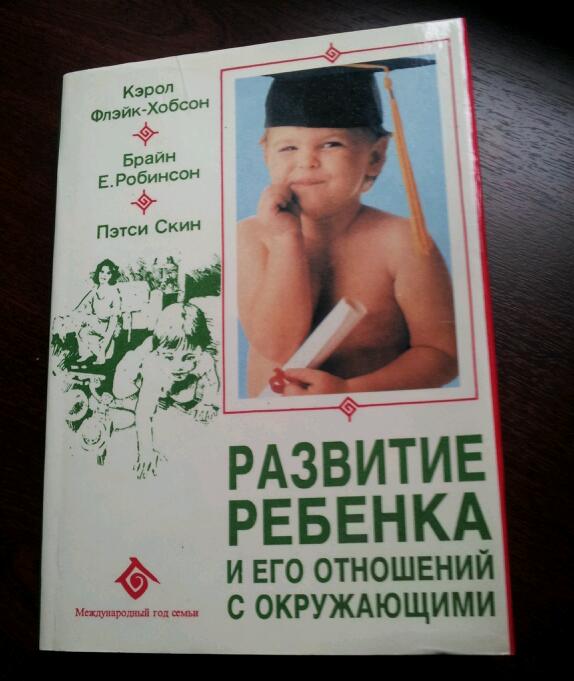 Кэрол
Флэйк-Хобсон
Брайн
Е.Робинсон
Пэтси Скин
РАЗВИТИЕ
РЕБЕНКА
И ЕГО ОТНОШЕНИЙ
С ОКРУЖАЮЩИМИ
Международный год семьи